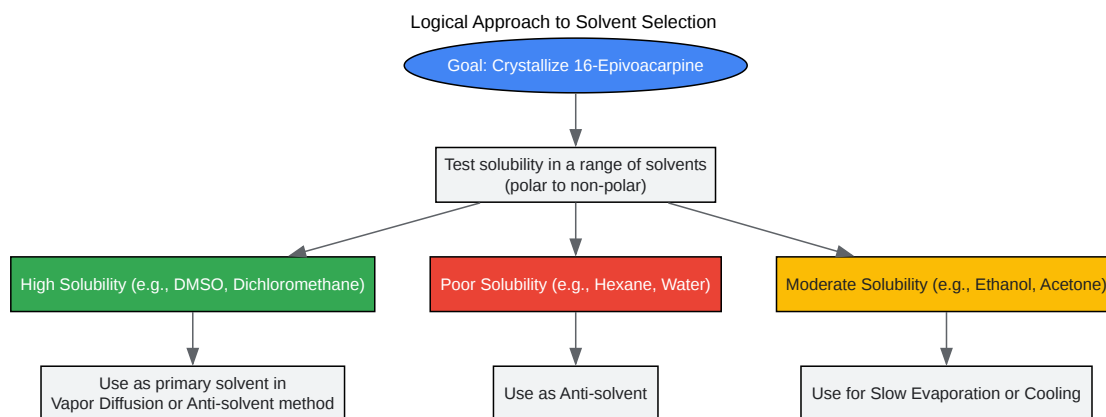 Logical Approach to Solvent Selection
Goal: Crystallize 16-Epivoacarpine
Test solubility in a range of solvents
(polar to non-polar)
High Solubility (e.g., DMSO, Dichloromethane)
Poor Solubility (e.g., Hexane, Water)
Moderate Solubility (e.g., Ethanol, Acetone)
Use as primary solvent in
Vapor Diffusion or Anti-solvent method
Use as Anti-solvent
Use for Slow Evaporation or Cooling